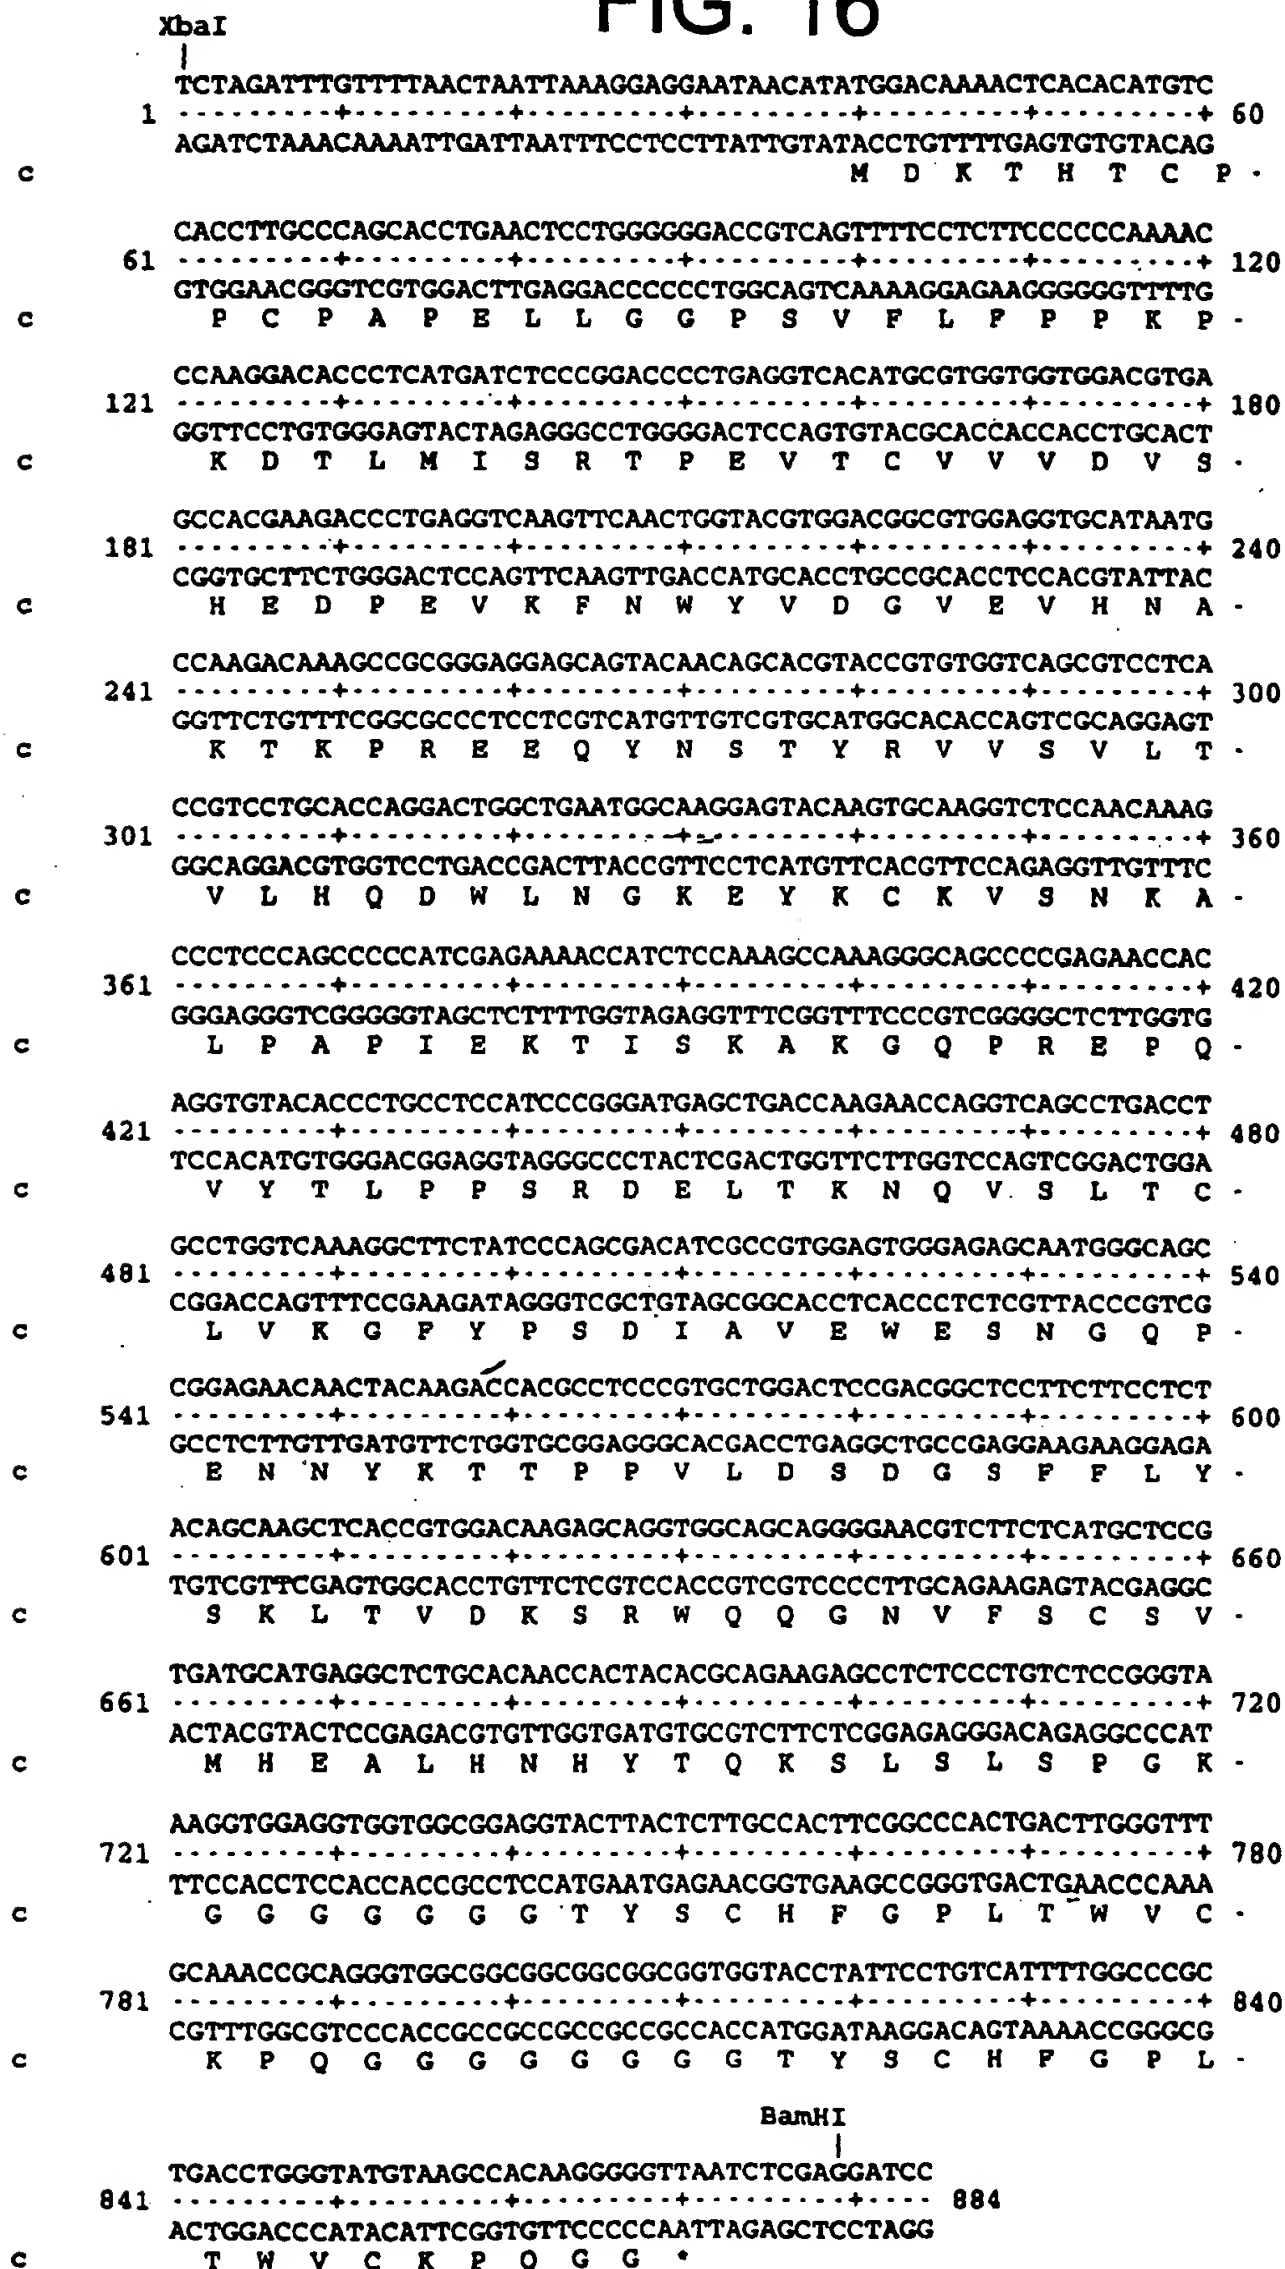 FIG. 16
XbaI
|
TCTAGATTTGTTTTAACTAATTAAAGGAGGAATAACATATGGACAAAACTCACACATGTC
1 ---------+---------+---------+---------+---------+---------+ 60
AGATCTAAACAAAATTGATTAATTTCCTCCTTATTGTATACCTGTTTTGAGTGTGTACAG
c M D K T H T C P -
CACCTTGCCCAGCACCTGAACTCCTGGGGGGACCGTCAGTTTTCCTCTTCCCCCCAAAAC
61 ---------+---------+---------+---------+---------+---------+ 120
GTGGAACGGGTCGTGGACTTGAGGACCCCCCTGGCAGTCAAAAGGAGAAGGGGGGTTTTG
c P C P A P E L L G G P S V F L F P P K P -
CCAAGGACACCCTCATGATCTCCCGGACCCCTGAGGTCACATGCGTGGTGGTGGACGTGA
121 ---------+---------+---------+---------+---------+---------+ 180
GGTTCCTGTGGGAGTACTAGAGGGCCTGGGGACTCCAGTGTACGCACCACCACCTGCACT
c K D T L M I S R T P E V T C V V V D V S -
GCCACGAAGACCCTGAGGTCAAGTTCAACTGGTACGTGGACGGCGTGGAGGTGCATAATG
181 ---------+---------+---------+---------+---------+---------+ 240
CGGTGCTTCTGGGACTCCAGTTCAAGTTGACCATGCACCTGCCGCACCTCCACGTATTAC
c H E D P E V K F N W Y V D G V E V H N A -
CCAAGACAAAGCCGCGGGAGGAGCAGTACAACAGCACGTACCGTGTGGTCAGCGTCCTCA
241 ---------+---------+---------+---------+---------+---------+ 300
GGTTCTGTTTCGGCGCCCTCCTCGTCATGTTGTCGTGCATGGCACACCAGTCGCAGGAGT
c K T K P R E E Q Y N S T Y R V V S V L T -
CCGTCCTGCACCAGGACTGGCTGAATGGCAAGGAGTACAAGTGCAAGGTCTCCAACAAAG
301 ---------+---------+---------+---------+---------+---------+ 360
GGCAGGACGTGGTCCTGACCGACTTACCGTTCCTCATGTTCACGTTCCAGAGGTTGTTTC
c V L H Q D W L N G K E Y K C K V S N K A -
CCCTCCCAGCCCCCATCGAGAAAACCATCTCCAAAGCCAAAGGGCAGCCCCGAGAACCAC
361 ---------+---------+---------+---------+---------+---------+ 420
GGGAGGGTCGGGGGTAGCTCTTTTGGTAGAGGTTTCGGTTTCCCGTCGGGGCTCTTGGTG
c L P A P I E K T I S K A K G Q P R E P Q -
AGGTGTACACCCTGCCTCCATCCCGGGATGAGCTGACCAAGAACCAGGTCAGCCTGACCT
421 ---------+---------+---------+---------+---------+---------+ 480
TCCACATGTGGGACGGAGGTAGGGCCCTACTCGACTGGTTCTTGGTCCAGTCGGACTGGA
c V Y T L P P S R D E L T K N Q V S L T C -
GCCTGGTCAAAGGCTTCTATCCCAGCGACATCGCCGTGGAGTGGGAGAGCAATGGGCAGC
481 ---------+---------+---------+---------+---------+---------+ 540
CGGACCAGTTTCCGAAGATAGGGTCGCTGTAGCGGCACCTCACCCTCTCGTTACCCGTCG
c L V K G F Y P S D I A V E W E S N G Q P -
CGGAGAACAACTACAAGACCACGCCTCCCGTGCTGGACTCCGACGGCTCCTTCTTCCTCT
541 ---------+---------+---------+---------+---------+---------+ 600
GCCTCTTGTTGATGTTCTGGTGCGGAGGGCACGACCTGAGGCTGCCGAGGAAGAAGGAGA
c E N N Y K T T P P V L D S D G S F F L Y -
ACAGCAAGCTCACCGTGGACAAGAGCAGGTGGCAGCAGGGGAACGTCTTCTCATGCTCCG
601 ---------+---------+---------+---------+---------+---------+ 660
TGTCGTTCGAGTGGCACCTGTTCTCGTCCACCGTCGTCCCCTTGCAGAAGAGTACGAGGC
c S K L T V D K S R W Q Q G N V F S C S V -
TGATGCATGAGGCTCTGCACAACCACTACACGCAGAAGAGCCTCTCCCTGTCTCCGGGTA
661 ---------+---------+---------+---------+---------+---------+ 720
ACTACGTACTCCGAGACGTGTTGGTGATGTGCGTCTTCTCGGAGAGGGACAGAGGCCCAT
c M H E A L H N H Y T Q K S L S L S P G K -
AAGGTGGAGGTGGTGGCGGAGGTACTTACTCTTGCCACTTCGGCCCACTGACTTGGGTTT
721 ---------+---------+---------+---------+---------+---------+ 780
TTCCACCTCCACCACCGCCTCCATGAATGAGAACGGTGAAGCCGGGTGACTGAACCCAAA
c G G G G G G G T Y S C H F G P L T W V C -
GCAAACCGCAGGGTGGCGGCGGCGGCGGCGGTGGTACCTATTCCTGTCATTTTGGCCCGC
781 ---------+---------+---------+---------+---------+---------+ 840
CGTTTGGCGTCCCACCGCCGCCGCCGCCGCCACCATGGATAAGGACAGTAAAACCGGGCG
c K P Q G G G G G G G G T Y S C H F G P L -
BamHI
|
TGACCTGGGTATGTAAGCCACAAGGGGGTTAATCTCGAGGATCC
841 ---------+---------+---------+---------+---- 884
ACTGGACCCATACATTCGGTGTTCCCCCAATTAGAGCTCCTAGG
c T W V C K P Q G G *